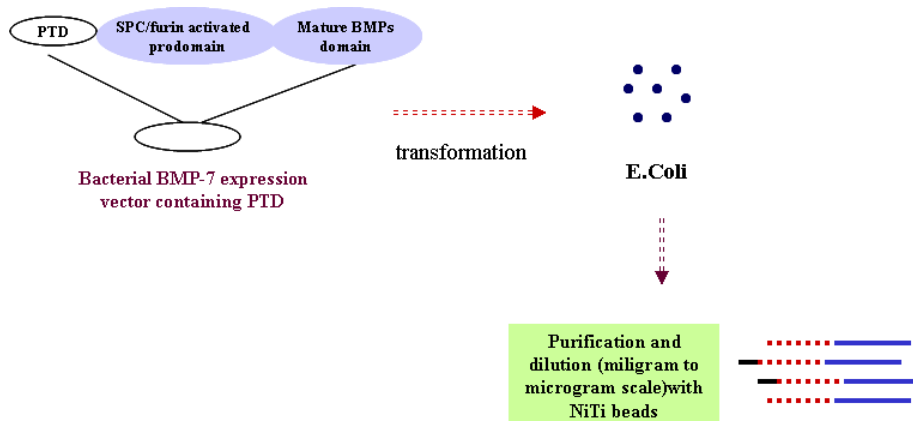 PTD
SPC/furin activated
prodomain
Mature BMPs
domain
Bacterial BMP-7 expression
vector containing PTD
transformation
E.Coli
Purification and
dilution (miligram to
microgram scale)with
NiTi beads